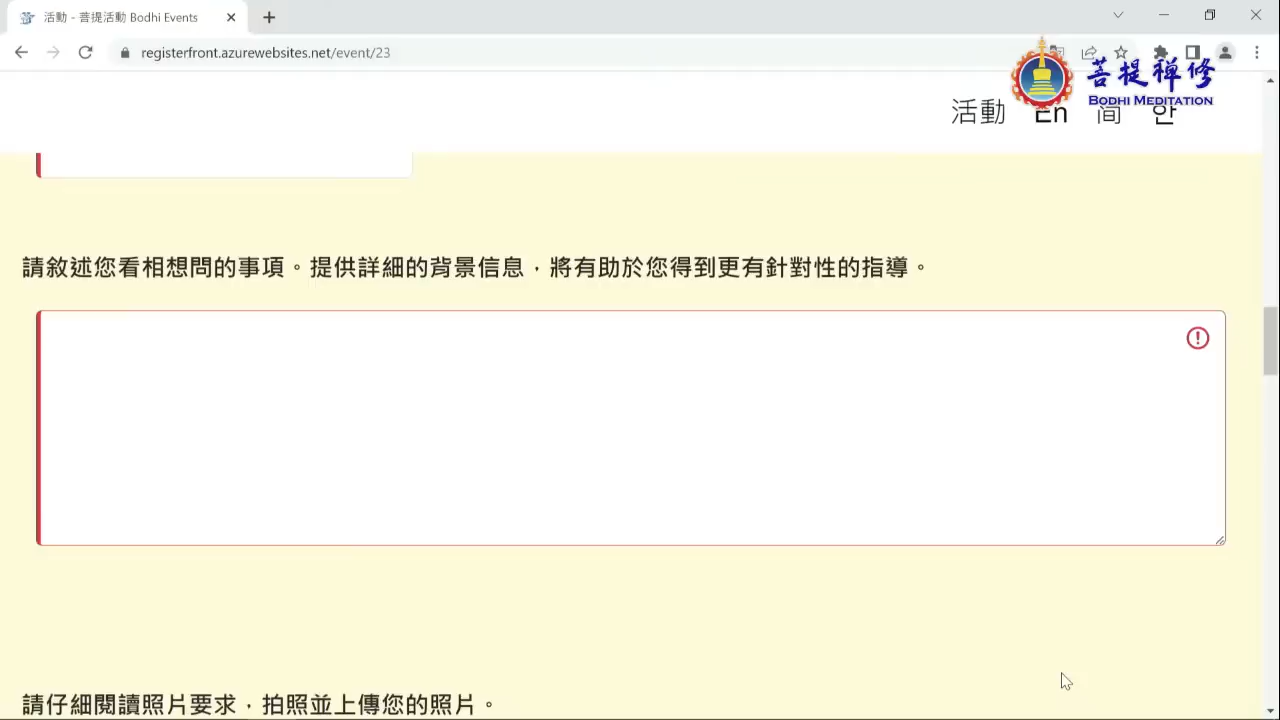 活動 - 菩提活動 Bodhi Events
registerfront.azurewebsites.net/event/23
菩提禪修
BODHI MEDITATION
活動 En 简 한
請敘述您看相想問的事項。提供詳細的背景信息，將有助於您得到更有針對性的指導。
請仔細閱讀照片要求，拍照並上傳您的照片。